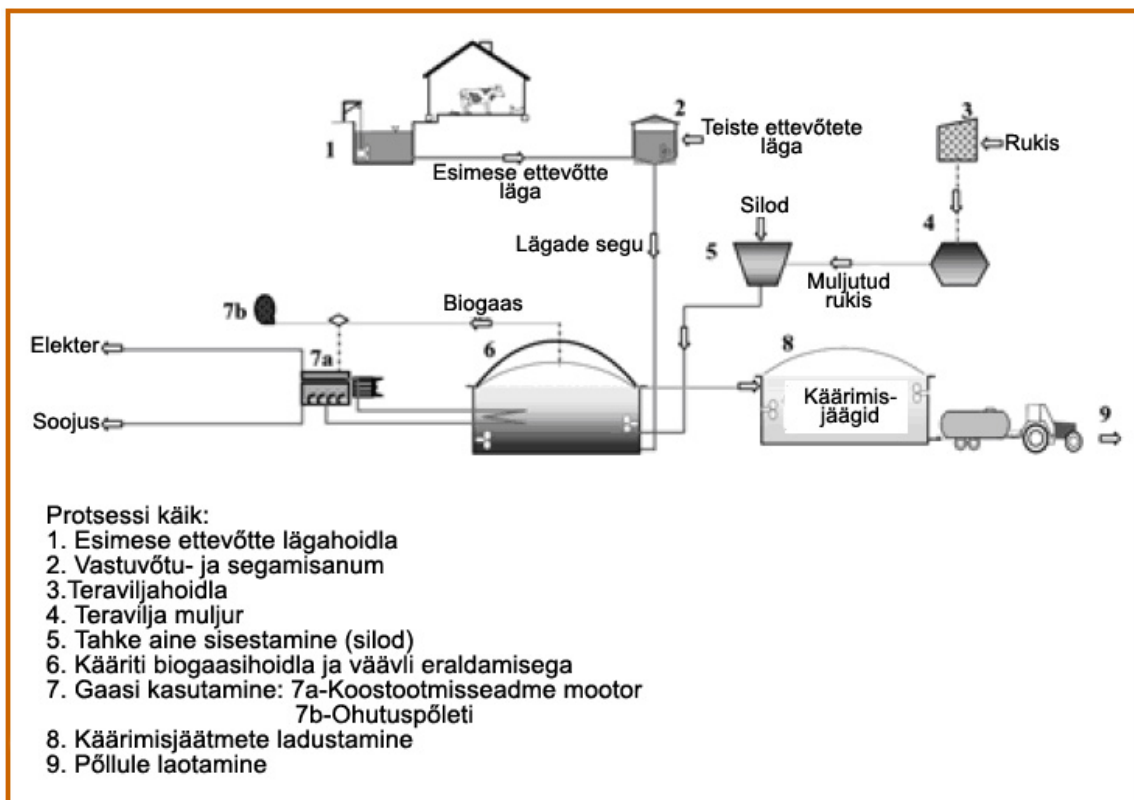 1
2
3
Teiste ettevõtete
läga
Rukis
Esimese ettevõtte
läga
Silod
4
Lägade segu
5
Muljutud
rukis
7b
Biogaas
Elekter
7a
6
8
Käärimis-
jäägid
9
Soojus
Protsessi käik:
1. Esimese ettevõtte lägahoidla
2. Vastuvõtu- ja segamisanum
3.Teraviljahoidla
4. Teravilja muljur
5. Tahke aine sisestamine (silod)
6. Kääriti biogaasihoidla ja väävli eraldamisega
7. Gaasi kasutamine: 7a-Koostootmisseadme mootor
7b-Ohutuspõleti
8. Käärimisjäätmete ladustamine
9. Põllule laotamine